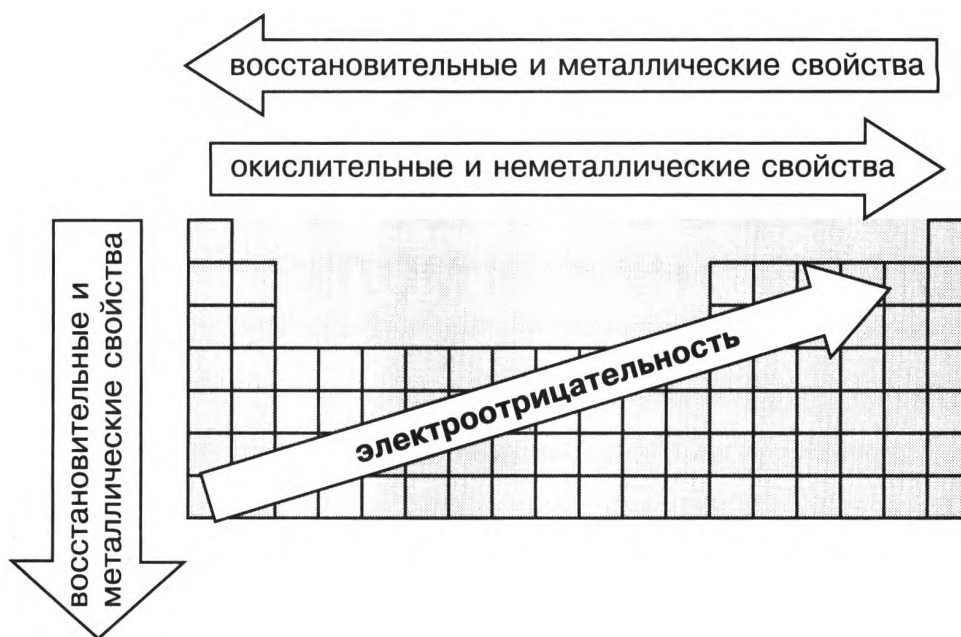 восстановительные и металлические свойства
окислительные и неметаллические свойства
восстановительные и
металлические свойства
электроотрицательность